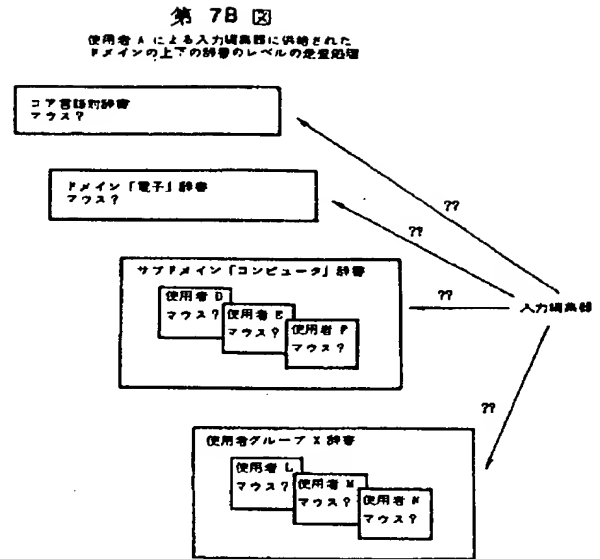 第 7B 図
使用者 A による入力編集器に供給された
ドメインの上下の辞書のレベルの走査処理
コア言語対辞書
マウス?
ドメイン「電子」辞書
マウス?
??
??
サブドメイン「コンピュータ」辞書
使用者 D
マウス?
使用者 E
マウス?
使用者 F
マウス?
??
入力編集器
??
使用者グループ X 辞書
使用者 L
マウス?
使用者 M
マウス?
使用者 N
マウス?